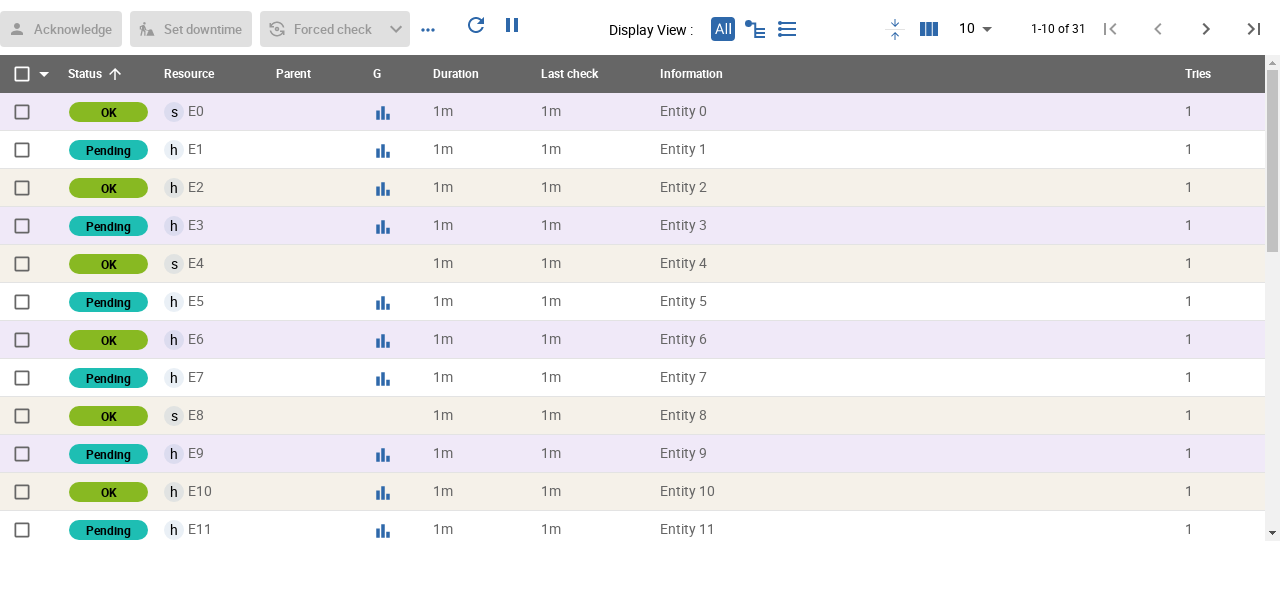 Acknowledge Set downtime Forced check Display View : All 10 1-10 of 31
Status Resource Parent G Duration Last check Information Tries
OK s E0 1m 1m Entity 0 1
Pending h E1 1m 1m Entity 1 1
OK h E2 1m 1m Entity 2 1
Pending h E3 1m 1m Entity 3 1
OK s E4 1m 1m Entity 4 1
Pending h E5 1m 1m Entity 5 1
OK h E6 1m 1m Entity 6 1
Pending h E7 1m 1m Entity 7 1
OK s E8 1m 1m Entity 8 1
Pending h E9 1m 1m Entity 9 1
OK h E10 1m 1m Entity 10 1
Pending h E11 1m 1m Entity 11 1